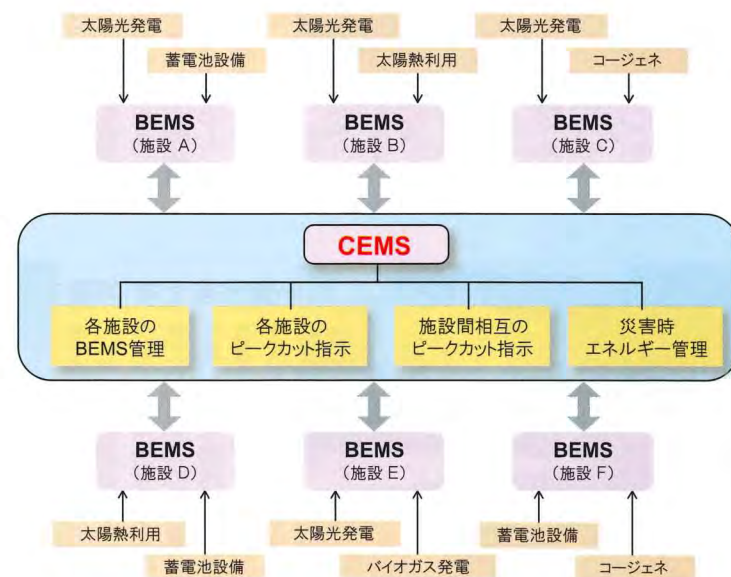 太陽光発電
太陽光発電
太陽光発電
蓄電池設備
太陽熱利用
コージェネ
BEMS
(施設 A)
BEMS
(施設 B)
BEMS
(施設 C)
CEMS
各施設の
BEMS管理
各施設の
ピークカット指示
施設間相互の
ピークカット指示
災害時
エネルギー管理
BEMS
(施設 D)
BEMS
(施設 E)
BEMS
(施設 F)
太陽熱利用
太陽光発電
蓄電池設備
蓄電池設備
バイオガス発電
コージェネ